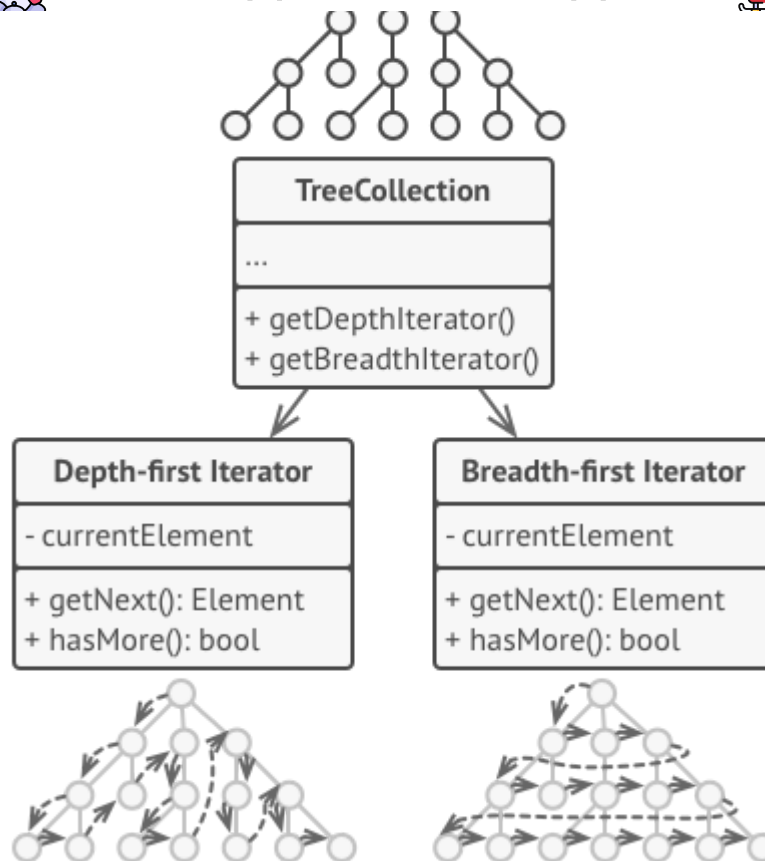 TreeCollection
...
+ getDepthIterator()
+ getBreadthIterator()
Depth-first Iterator
- currentElement
+ getNext(): Element
+ hasMore(): bool
Breadth-first Iterator
- currentElement
+ getNext(): Element
+ hasMore(): bool